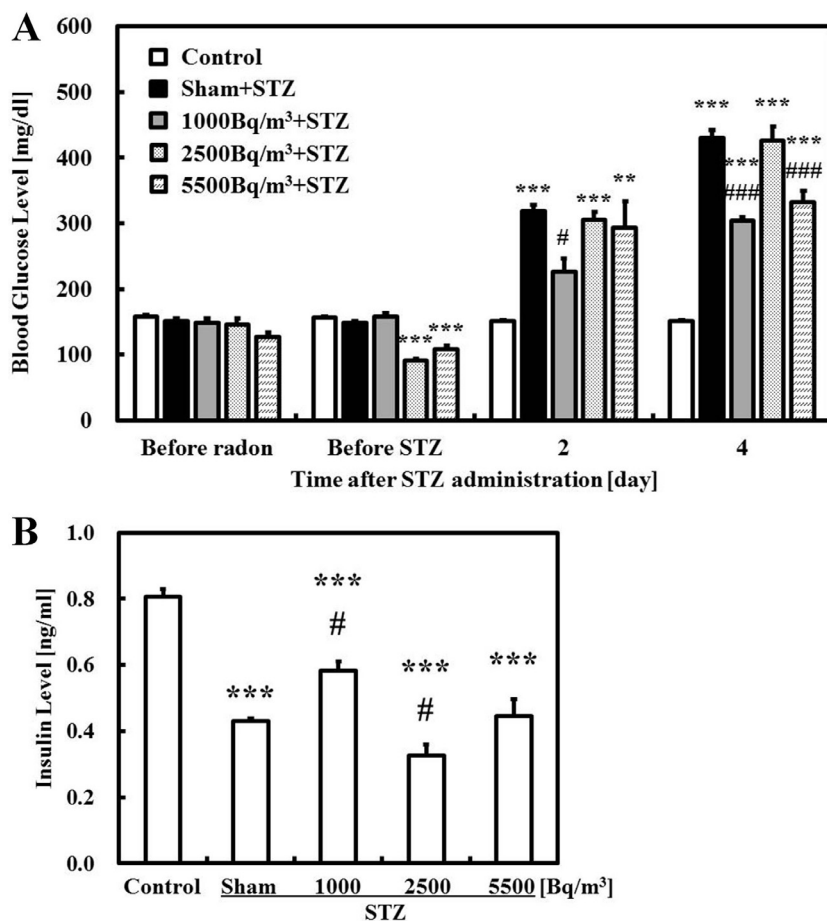 A
600
500
400
300
200
100
0
Blood Glucose Level [mg/dl]
Control
Sham+STZ
1000Bq/m³+STZ
2500Bq/m³+STZ
5500Bq/m³+STZ
***
***
***
#
***
**
***
***
###
***
***
###
Before radon Before STZ 2 4
Time after STZ administration [day]
B
1.0
0.8
0.6
0.4
0.2
0.0
Insulin Level [ng/ml]
***
***
#
***
#
***
Control Sham 1000 2500 5500 [Bq/m³]
STZ